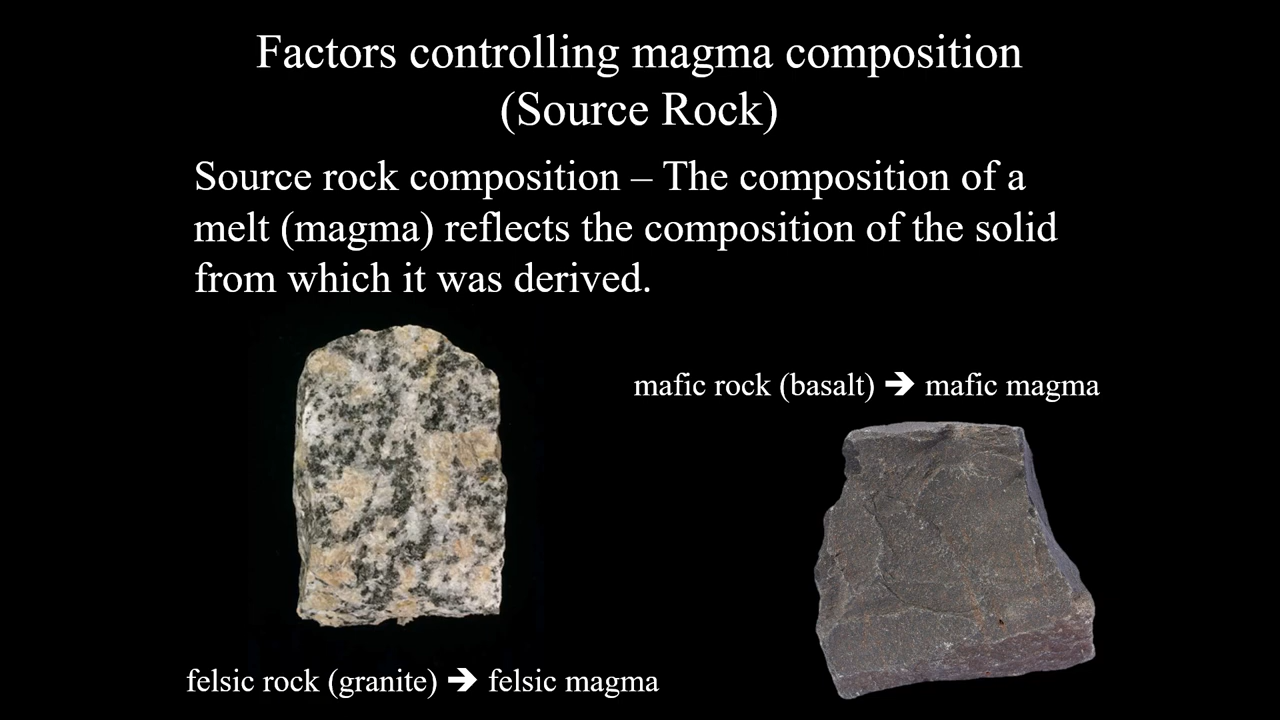 Factors controlling magma composition
(Source Rock)
Source rock composition – The composition of a
melt (magma) reflects the composition of the solid
from which it was derived.
mafic rock (basalt) ➔ mafic magma
felsic rock (granite) ➔ felsic magma